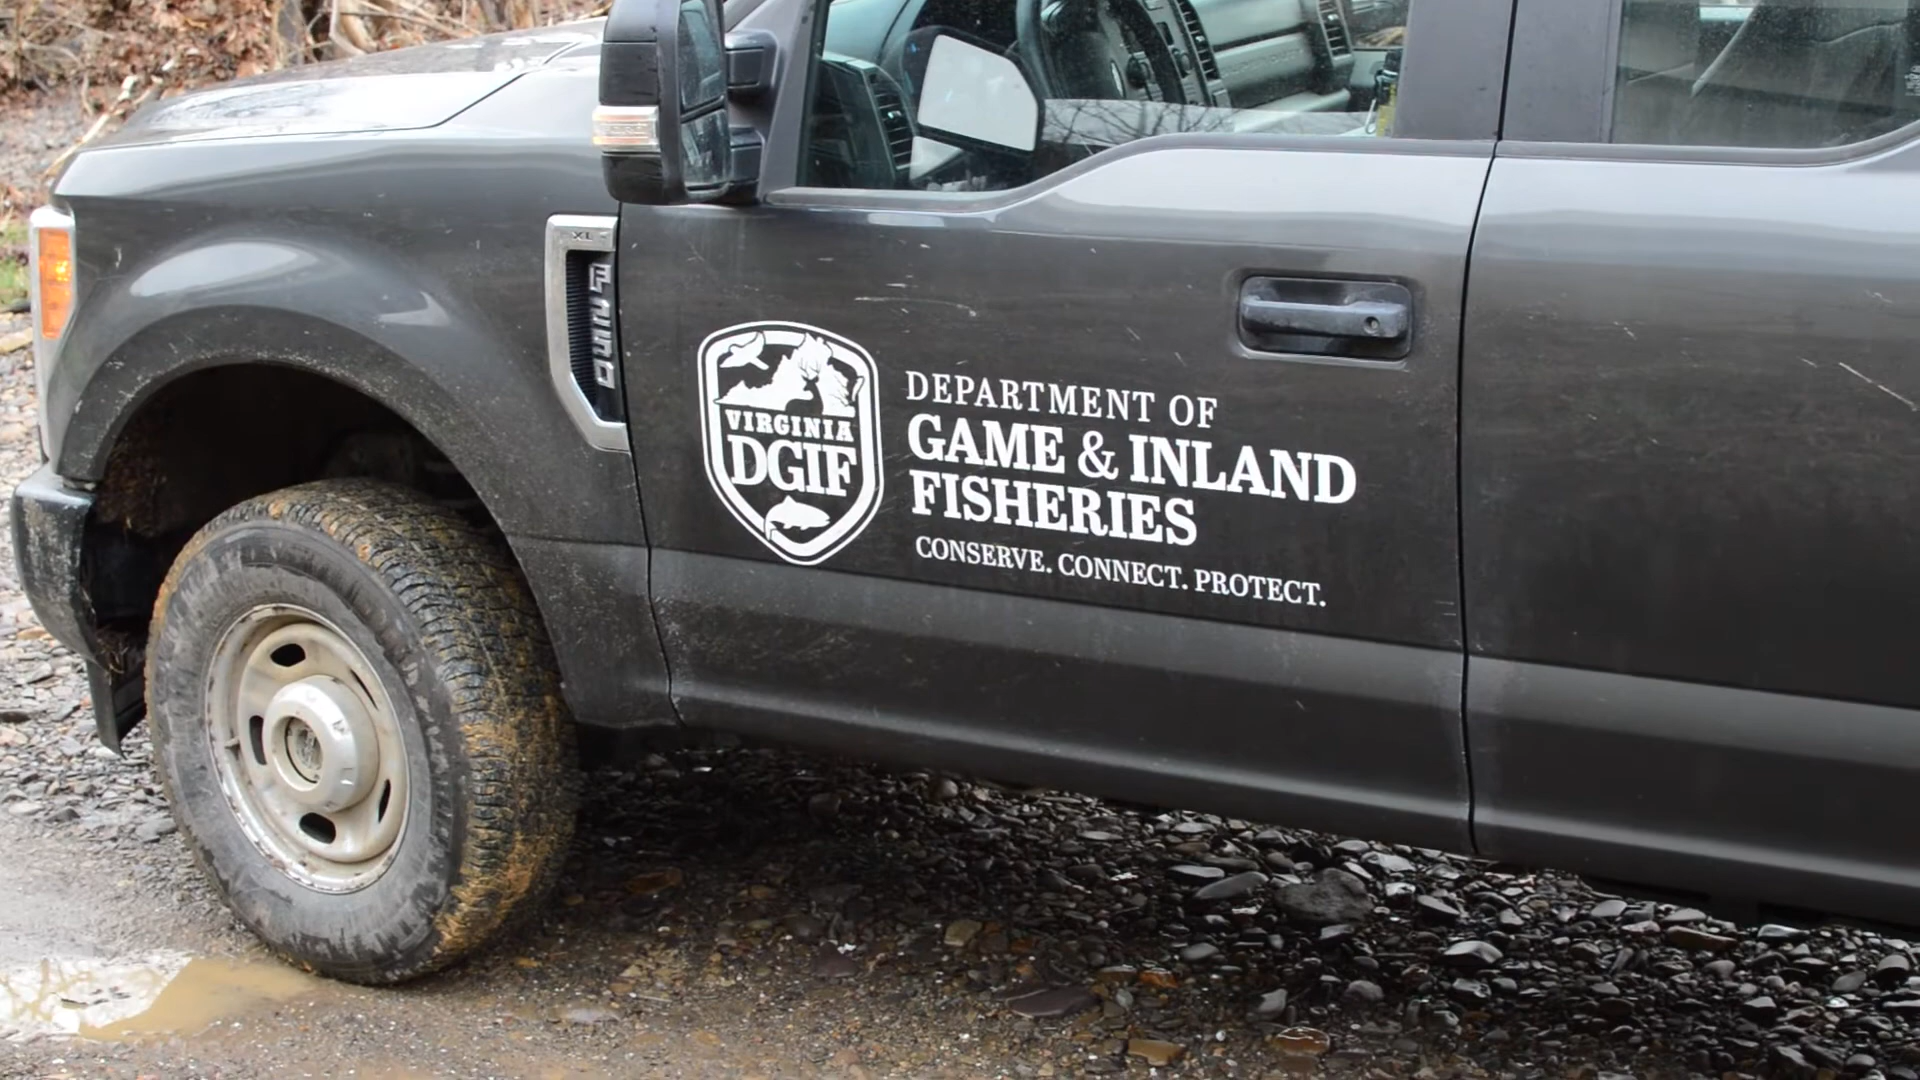 XL
F-250
VIRGINIA
DGIF
DEPARTMENT OF
GAME & INLAND
FISHERIES
CONSERVE. CONNECT. PROTECT.